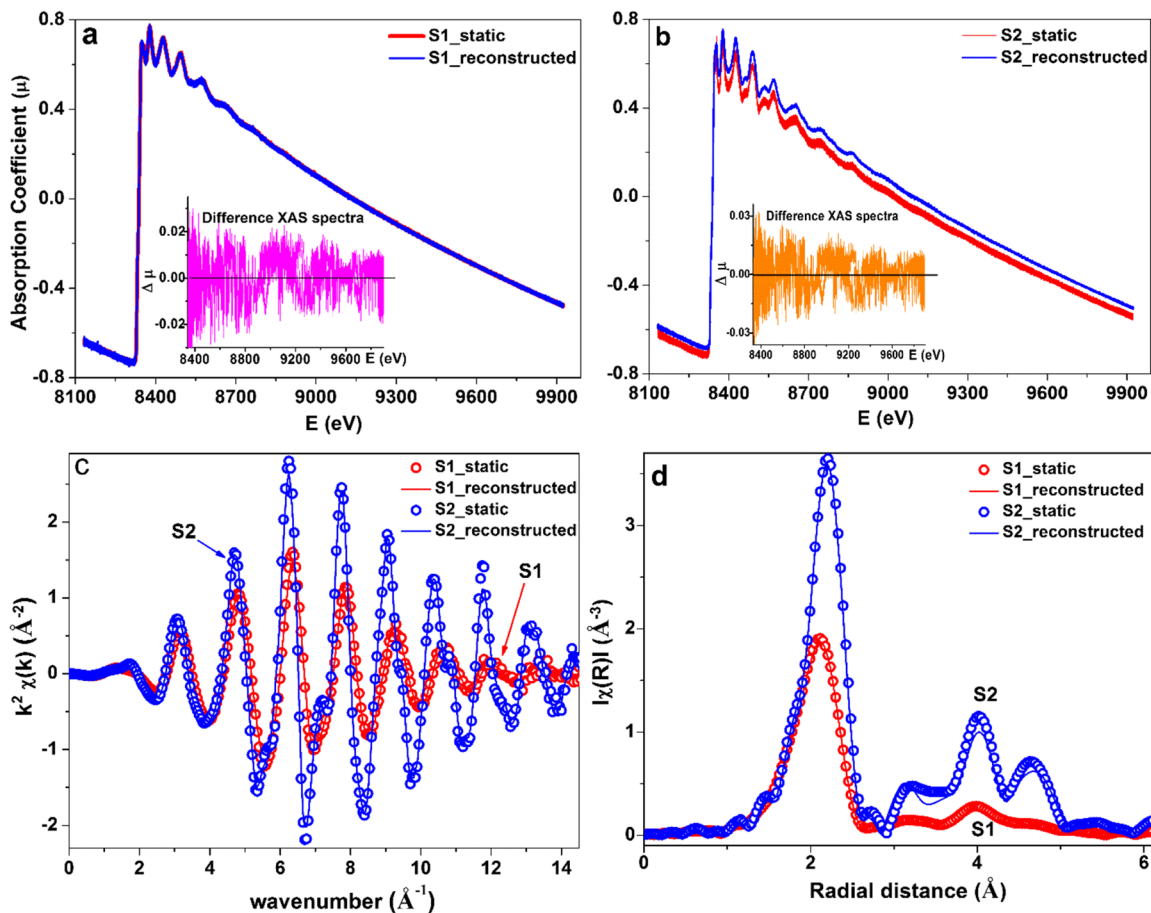 a
S1_static
S1_reconstructed
Absorption Coefficient (μ)
0.8
0.4
0.0
-0.4
-0.8
8100
8400
8700
9000
9300
9600
9900
E (eV)
Difference XAS spectra
Δ μ
0.02
0.00
-0.02
8400
8800
9200
9600
E (eV)
b
S2_static
S2_reconstructed
0.8
0.4
0.0
-0.4
-0.8
8100
8400
8700
9000
9300
9600
9900
E (eV)
Difference XAS spectra
Δ μ
0.03
0.00
-0.03
8400
8800
9200
9600
E (eV)
c
S1_static
S1_reconstructed
S2_static
S2_reconstructed
S2
S1
k² χ(k) (Å⁻²)
2
1
0
-1
-2
0
2
4
6
8
10
12
14
wavenumber (Å⁻¹)
d
S1_static
S1_reconstructed
S2_static
S2_reconstructed
S2
S1
Iχ(R)I (Å⁻³)
3
2
1
0
0
2
4
6
Radial distance (Å)